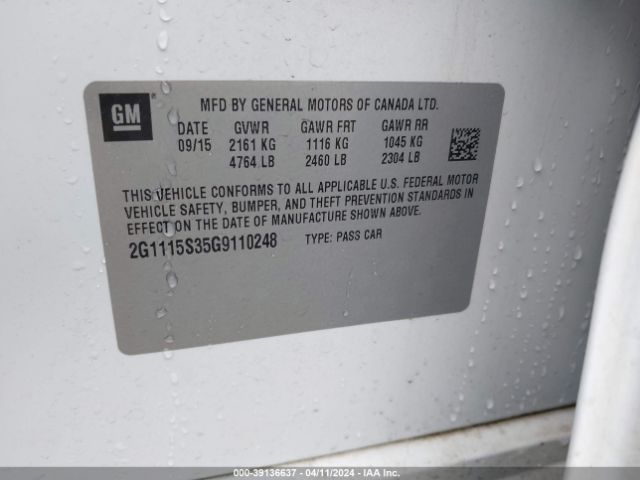 GM
MFD BY GENERAL MOTORS OF CANADA LTD.
DATE GVWR GAWR FRT GAWR RR
09/15 2161 KG 1116 KG 1045 KG
4764 LB 2460 LB 2304 LB
THIS VEHICLE CONFORMS TO ALL APPLICABLE U.S. FEDERAL MOTOR
VEHICLE SAFETY, BUMPER, AND THEFT PREVENTION STANDARDS IN
EFFECT ON THE DATE OF MANUFACTURE SHOWN ABOVE.
2G1115S35G9110248 TYPE: PASS CAR
000-39136637 - 04/11/2024 - IAA Inc.